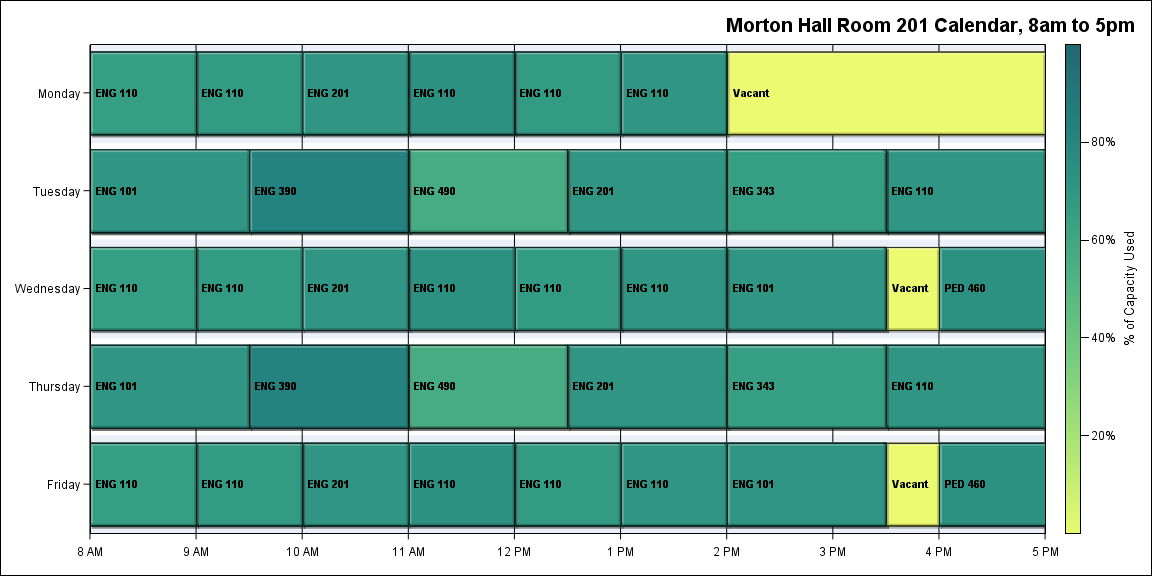 Morton Hall Room 201 Calendar, 8am to 5pm
Monday ENG 110 ENG 110 ENG 201 ENG 110 ENG 110 ENG 110 Vacant
Tuesday ENG 101 ENG 390 ENG 490 ENG 201 ENG 343 ENG 110
Wednesday ENG 110 ENG 110 ENG 201 ENG 110 ENG 110 ENG 110 ENG 101 Vacant PED 460
Thursday ENG 101 ENG 390 ENG 490 ENG 201 ENG 343 ENG 110
Friday ENG 110 ENG 110 ENG 201 ENG 110 ENG 110 ENG 110 ENG 101 Vacant PED 460
8 AM 9 AM 10 AM 11 AM 12 PM 1 PM 2 PM 3 PM 4 PM 5 PM
80%
60%
40%
20%
% of Capacity Used